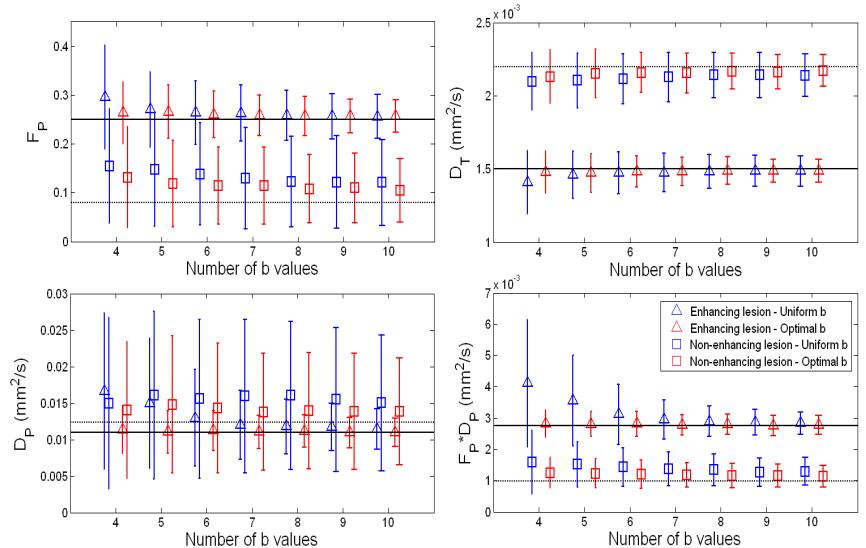 0.4
0.3
0.2
0.1
0
F_P
4 5 6 7 8 9 10
Number of b values
x 10^-3
2.5
2
1.5
1
D_T (mm^2/s)
4 5 6 7 8 9 10
Number of b values
0.03
0.025
0.02
0.015
0.01
0.005
0
D_P (mm^2/s)
4 5 6 7 8 9 10
Number of b values
x 10^-3
7
6
5
4
3
2
1
0
F_P*D_P (mm^2/s)
Enhancing lesion - Uniform b
Enhancing lesion - Optimal b
Non-enhancing lesion - Uniform b
Non-enhancing lesion - Optimal b
4 5 6 7 8 9 10
Number of b values